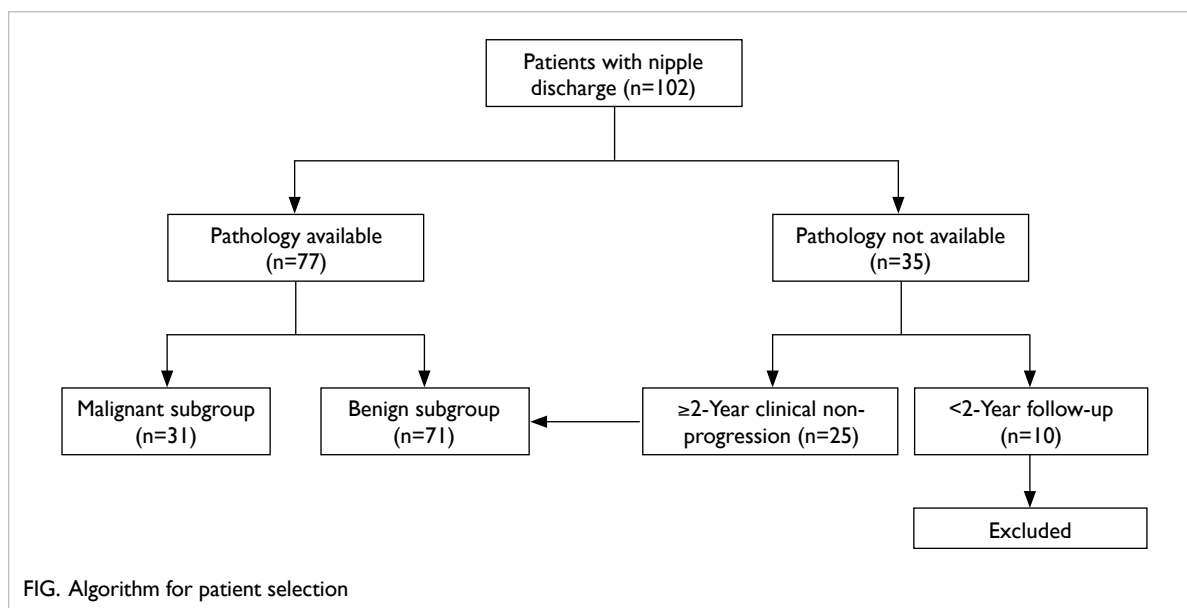 Patients with nipple
discharge (n=102)
Pathology available
(n=77)
Pathology not available
(n=35)
Malignant subgroup
(n=31)
Benign subgroup
(n=71)
≥2-Year clinical non-
progression (n=25)
<2-Year follow-up
(n=10)
Excluded
FIG. Algorithm for patient selection